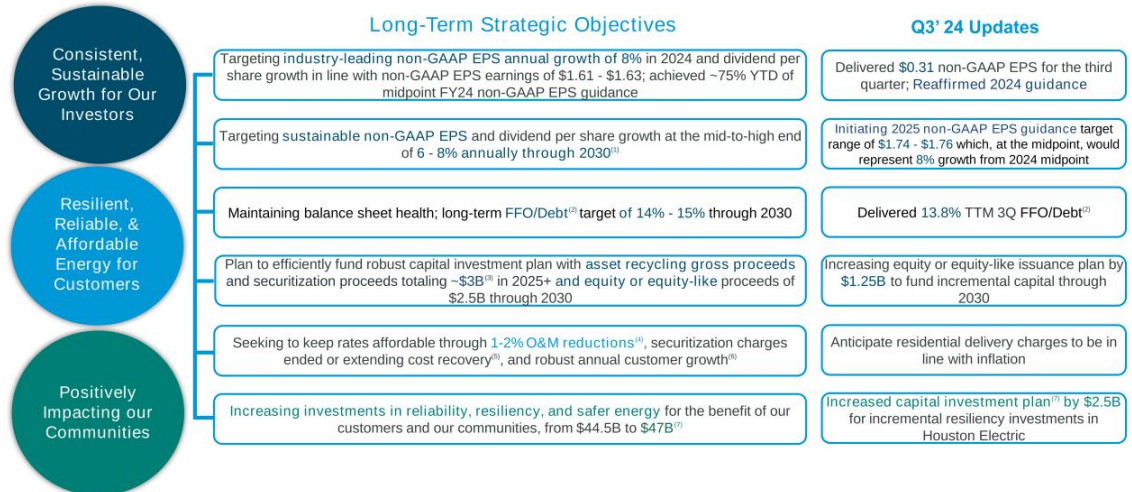 Long-Term Strategic Objectives
Q3’ 24 Updates
Consistent,
Sustainable
Growth for Our
Investors
Targeting industry-leading non-GAAP EPS annual growth of 8% in 2024 and dividend per
share growth in line with non-GAAP EPS earnings of $1.61 - $1.63; achieved ~75% YTD of
midpoint FY24 non-GAAP EPS guidance
Delivered $0.31 non-GAAP EPS for the third
quarter; Reaffirmed 2024 guidance
Targeting sustainable non-GAAP EPS and dividend per share growth at the mid-to-high end
of 6 - 8% annually through 2030(1)
Initiating 2025 non-GAAP EPS guidance target
range of $1.74 - $1.76 which, at the midpoint, would
represent 8% growth from 2024 midpoint
Resilient,
Reliable, &
Affordable
Energy for
Customers
Maintaining balance sheet health; long-term FFO/Debt(2) target of 14% - 15% through 2030
Delivered 13.8% TTM 3Q FFO/Debt(2)
Plan to efficiently fund robust capital investment plan with asset recycling gross proceeds
and securitization proceeds totaling ~$3B(3) in 2025+ and equity or equity-like proceeds of
$2.5B through 2030
Increasing equity or equity-like issuance plan by
$1.25B to fund incremental capital through
2030
Seeking to keep rates affordable through 1-2% O&M reductions(4), securitization charges
ended or extending cost recovery(5), and robust annual customer growth(6)
Anticipate residential delivery charges to be in
line with inflation
Positively
Impacting our
Communities
Increasing investments in reliability, resiliency, and safer energy for the benefit of our
customers and our communities, from $44.5B to $47B(7)
Increased capital investment plan(7) by $2.5B
for incremental resiliency investments in
Houston Electric